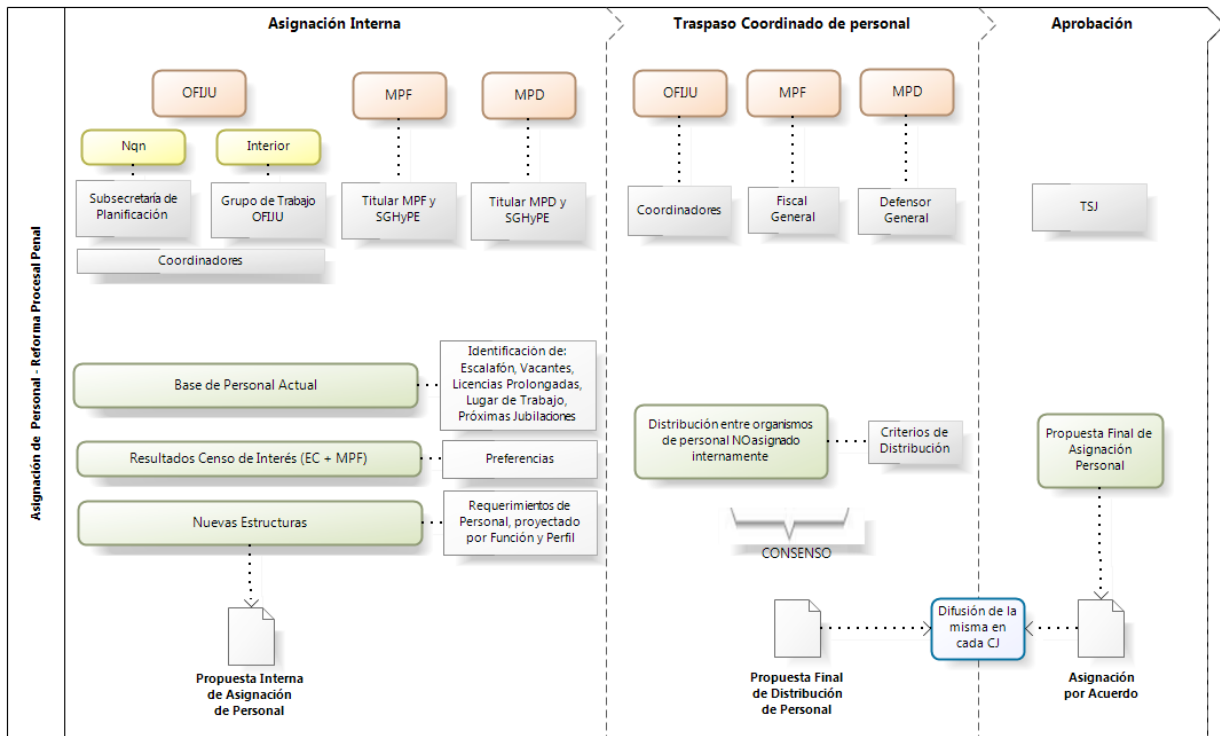 Asignación de Personal - Reforma Procesal Penal
Asignación Interna
Traspaso Coordinado de personal
Aprobación
OFIJU
MPF
MPD
OFIJU
MPF
MPD
Nqn
Interior
Subsecretaría de
Planificación
Grupo de Trabajo
OFIJU
Titular MPF y
SGHyPE
Titular MPD y
SGHyPE
Coordinadores
Fiscal
General
Defensor
General
TSJ
Coordinadores
Base de Personal Actual
Identificación de:
Escalafón, Vacantes,
Licencias Prolongadas,
Lugar de Trabajo,
Próximas Jubilaciones
Resultados Censo de Interés (EC + MPF)
Preferencias
Nuevas Estructuras
Requerimientos de
Personal, proyectado
por Función y Perfil
Distribución entre organismos
de personal NOasignado
internamente
Criterios de
Distribución
Propuesta Final de
Asignación
Personal
CONSENSO
Difusión de la
misma en
cada CJ
Propuesta Interna
de Asignación
de Personal
Propuesta Final
de Distribución
de Personal
Asignación
por Acuerdo